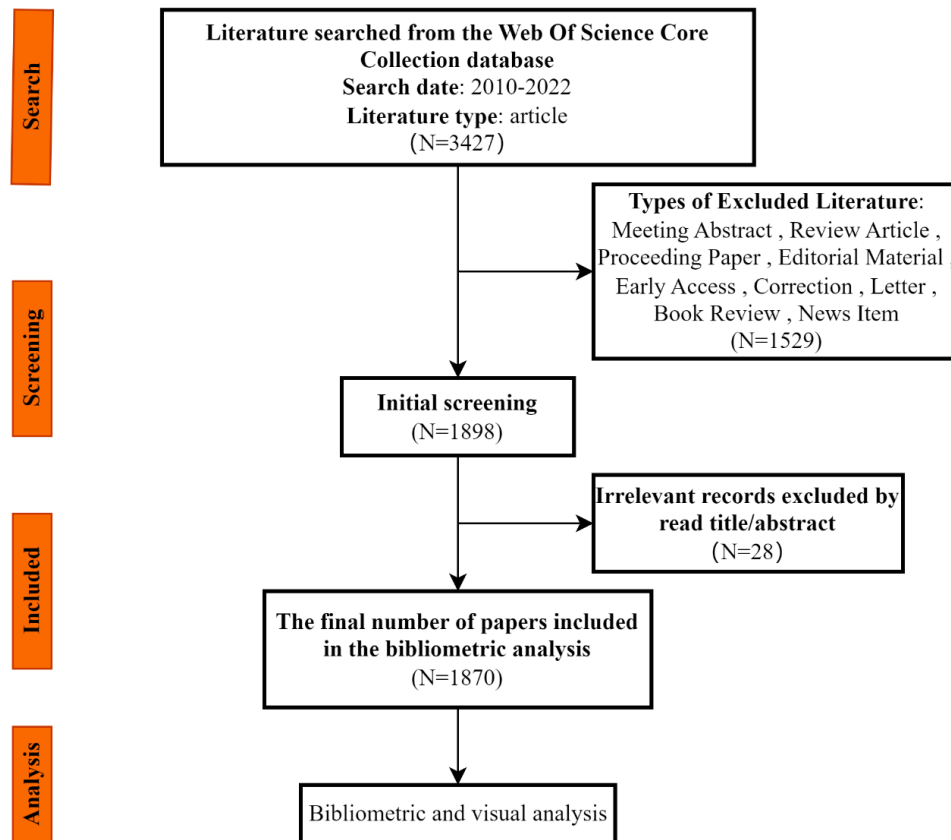 Search
Literature searched from the Web Of Science Core
Collection database
Search date: 2010-2022
Literature type: article
(N=3427)
Types of Excluded Literature:
Meeting Abstract , Review Article ,
Proceeding Paper , Editorial Material ,
Early Access , Correction , Letter ,
Book Review , News Item
(N=1529)
Screening
Initial screening
(N=1898)
Irrelevant records excluded by
read title/abstract
(N=28)
Included
The final number of papers included
in the bibliometric analysis
(N=1870)
Analysis
Bibliometric and visual analysis